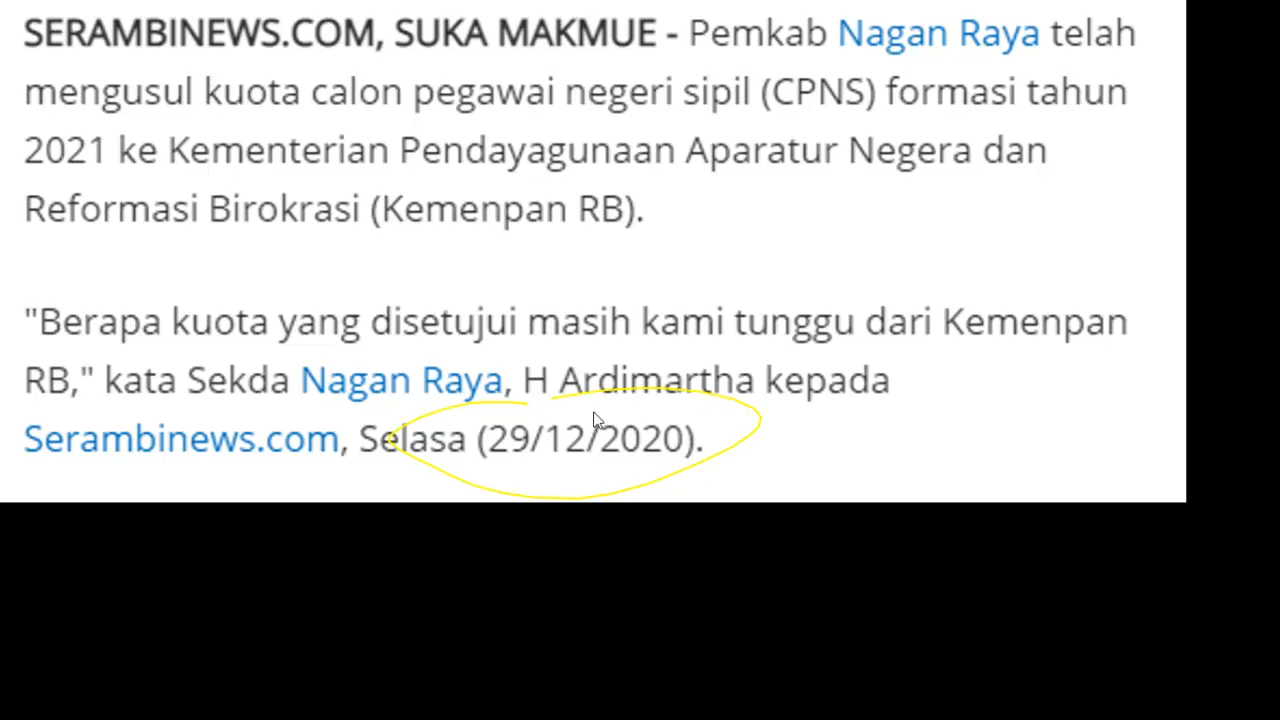 SERAMBINEWS.COM, SUKA MAKMUE - Pemkab Nagan Raya telah
mengusul kuota calon pegawai negeri sipil (CPNS) formasi tahun
2021 ke Kementerian Pendayagunaan Aparatur Negera dan
Reformasi Birokrasi (Kemenpan RB).
"Berapa kuota yang disetujui masih kami tunggu dari Kemenpan
RB," kata Sekda Nagan Raya, H Ardimartha kepada
Serambinews.com, Selasa (29/12/2020).